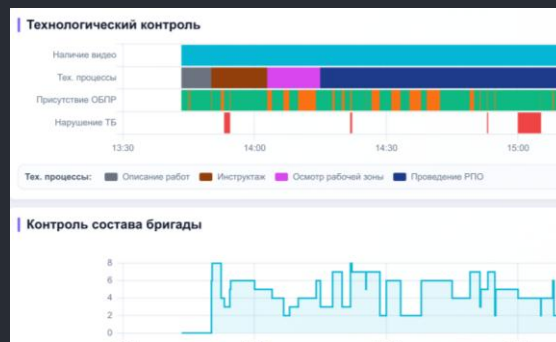 Технологический контроль
Наличие видео
Тех. процессы
Присутствие ОБПР
Нарушение ТБ
13:30 14:00 14:30 15:00
Тех. процессы: Описание работ Инструктаж Осмотр рабочей зоны Проведение РПО
Контроль состава бригады
8
6
4
2
0